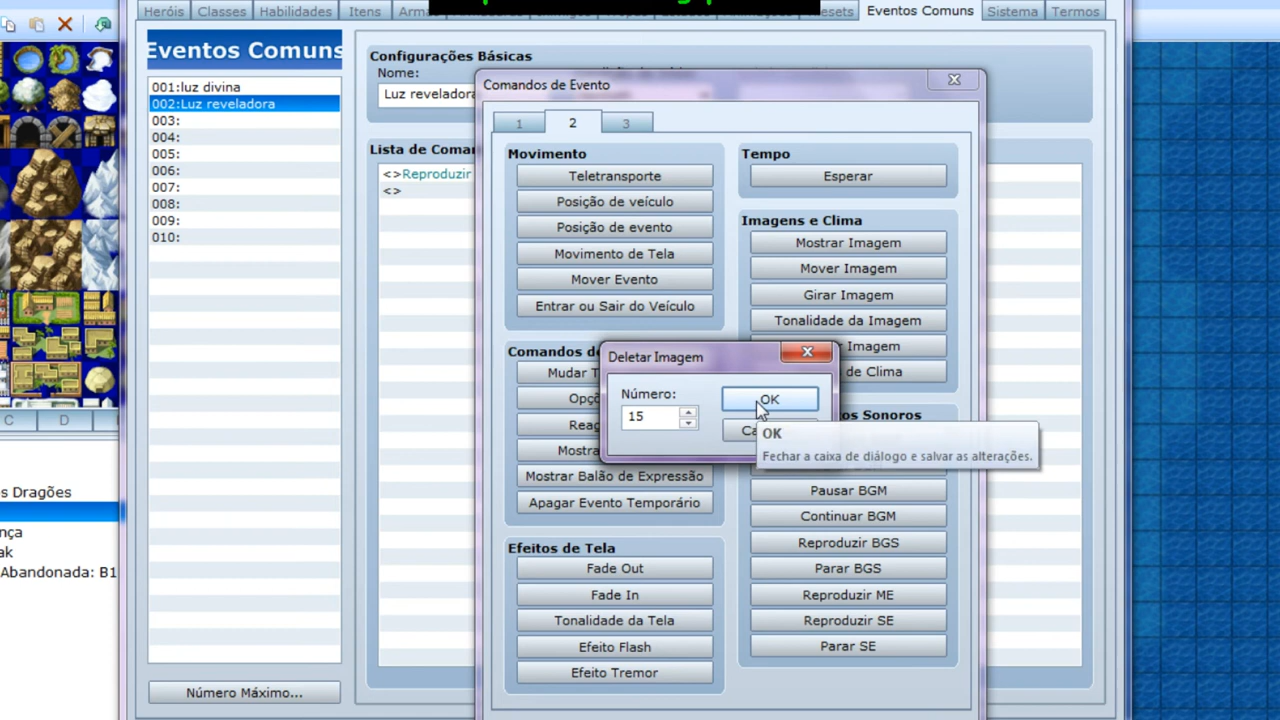 Heróis Classes Habilidades Itens Eventos Comuns Sistema Termos
Eventos Comuns
001:luz divina
002:Luz reveladora
003:
004:
005:
006:
007:
008:
009:
010:
Número Máximo...
Configurações Básicas
Nome:
Luz reveladora
<>Reproduzir
<>
Comandos de Evento
1 2 3
Movimento
Teletransporte
Posição de veículo
Posição de evento
Movimento de Tela
Mover Evento
Entrar ou Sair do Veículo
Mostrar Balão de Expressão
Apagar Evento Temporário
Efeitos de Tela
Fade Out
Fade In
Tonalidade da Tela
Efeito Flash
Efeito Tremor
Tempo
Esperar
Imagens e Clima
Mostrar Imagem
Mover Imagem
Girar Imagem
Tonalidade da Imagem
Imagem
de Clima
Pausar BGM
Continuar BGM
Reproduzir BGS
Parar BGS
Reproduzir ME
Reproduzir SE
Parar SE
Deletar Imagem
Número:
15
OK
OK
Fechar a caixa de diálogo e salvar as alterações.
C D
s Dragões
Abandonada: B1